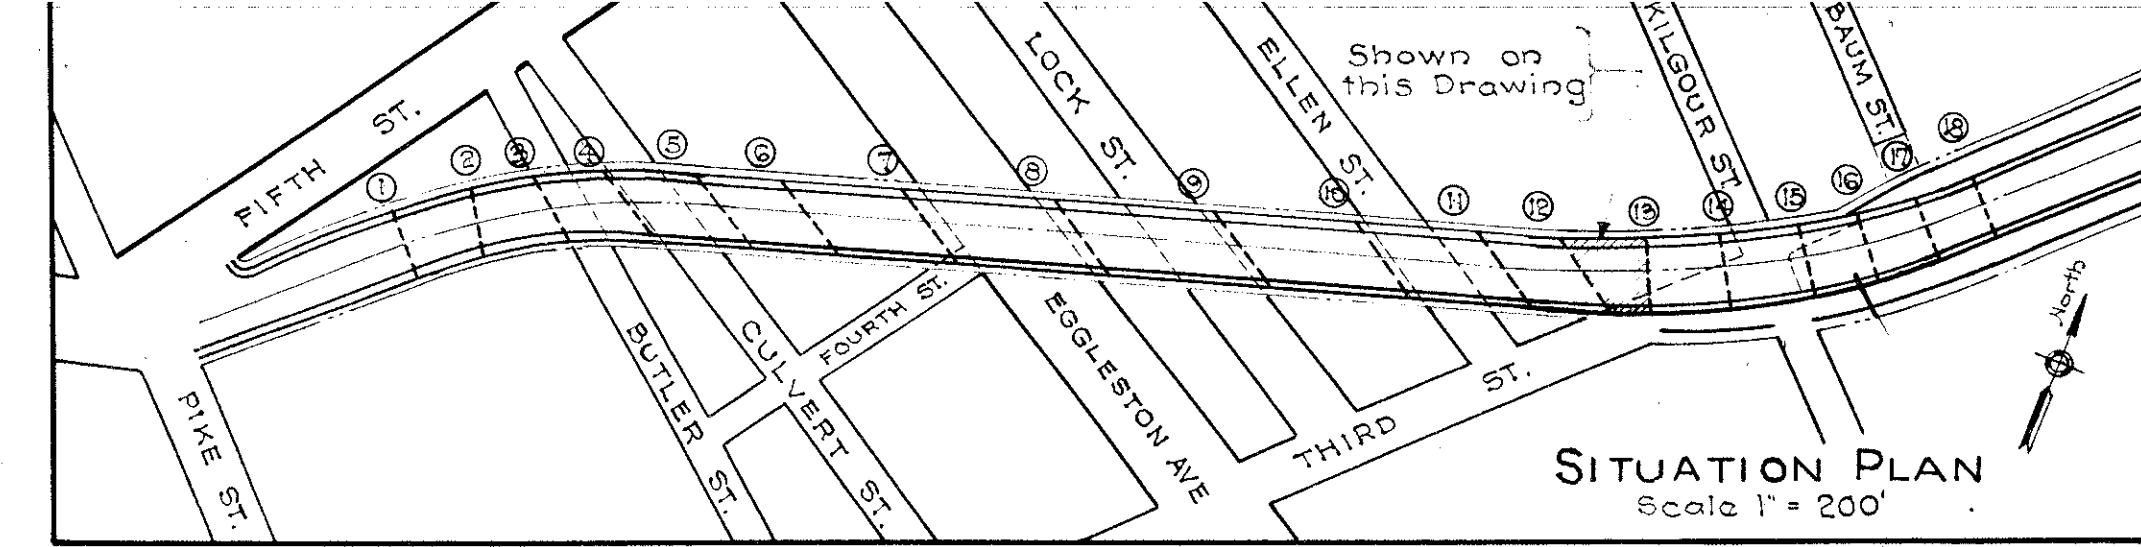 FIFTH ST.
1
2
3
4
5
6
7
8
9
10
11
12
13
14
15
16
17
18
LOCK ST.
ELLEN ST.
Shown on
this Drawing
KILGOUR ST.
BAUM ST.
PIKE ST.
BUTLER ST.
CULVERT ST.
FOURTH ST.
EGGLESTON AVE
THIRD ST.
North
SITUATION PLAN
Scale 1" = 200'